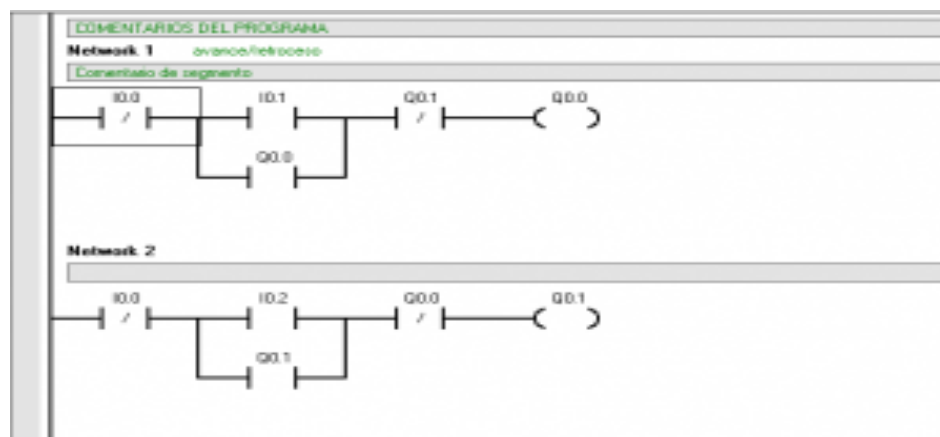 COMENTARIOS DEL PROGRAMA
Network 1 avance/retroceso
Comentario de segmento
I0.0 I0.1 Q0.1 Q0.0
Q0.0
Network 2
I0.0 I0.2 Q0.0 Q0.1
Q0.1